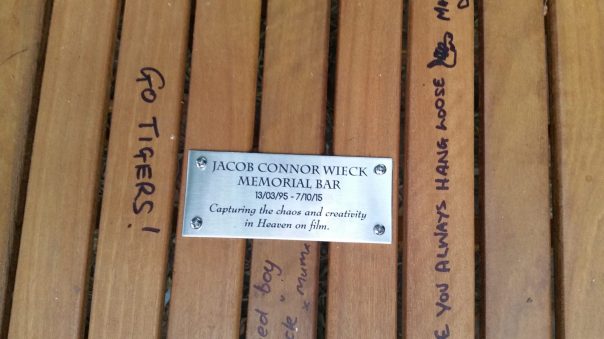 GO TIGERS!
JACOB CONNOR WIECK
MEMORIAL BAR
13/03/95 - 7/10/15
Capturing the chaos and creativity
in Heaven on film.
YOU ALWAYS HANG LOOSE
boy
x mum